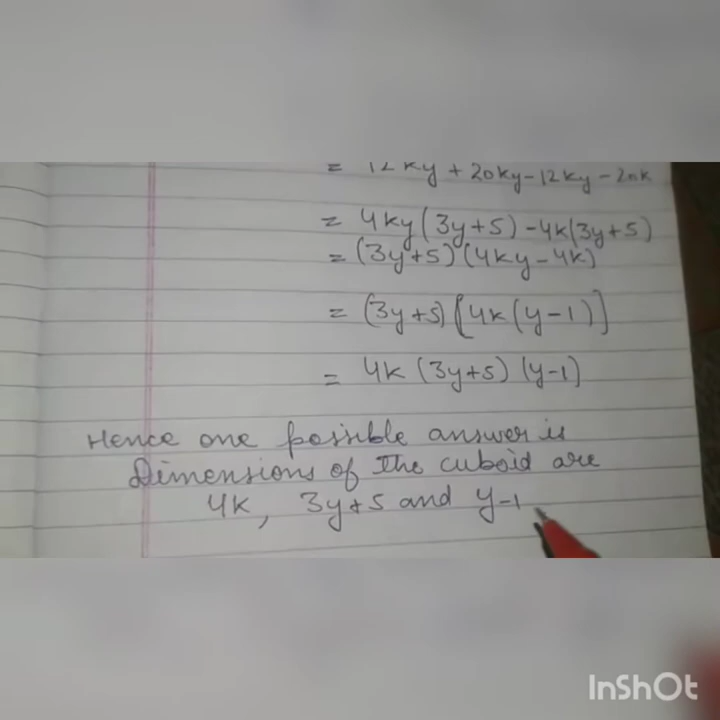 = 12ky + 20ky - 12ky - 20k
= 4ky(3y+5) - 4k(3y+5)
= (3y+5)(4ky-4k)
= (3y+5)[4k(y-1)]
= 4k(3y+5)(y-1)
Hence one possible answer is
Dimensions of the cuboid are
4k, 3y+5 and y-1
InShOt